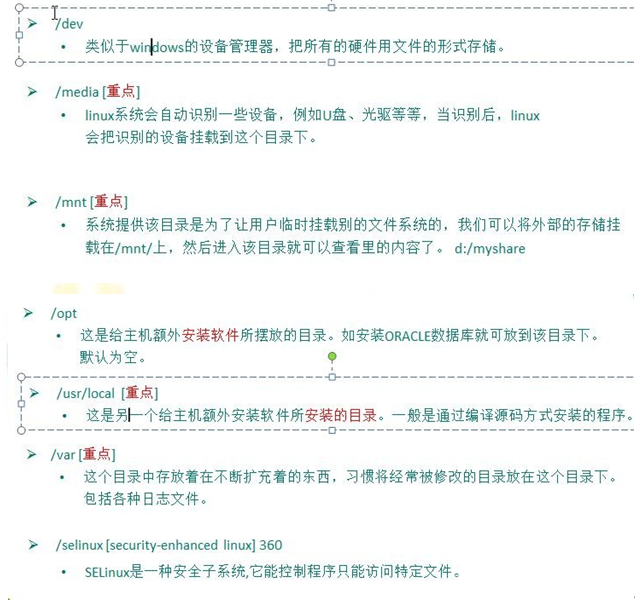 /dev
类似于windows的设备管理器，把所有的硬件用文件的形式存储。
/media [重点]
linux系统会自动识别一些设备，例如U盘、光驱等等，当识别后，linux
会把识别的设备挂载到这个目录下。
/mnt [重点]
系统提供该目录是为了让用户临时挂载别的文件系统的，我们可以将外部的存储挂
载在/mnt/上，然后进入该目录就可以查看里的内容了。 d:/myshare
/opt
这是给主机额外安装软件所摆放的目录。如安装ORACLE数据库就可放到该目录下。
默认为空。
/usr/local [重点]
这是另一个给主机额外安装软件所安装的目录。一般是通过编译源码方式安装的程序。
/var [重点]
这个目录中存放着在不断扩充着的东西，习惯将经常被修改的目录放在这个目录下。
包括各种日志文件。
/selinux [security-enhanced linux] 360
SELinux是一种安全子系统,它能控制程序只能访问特定文件。